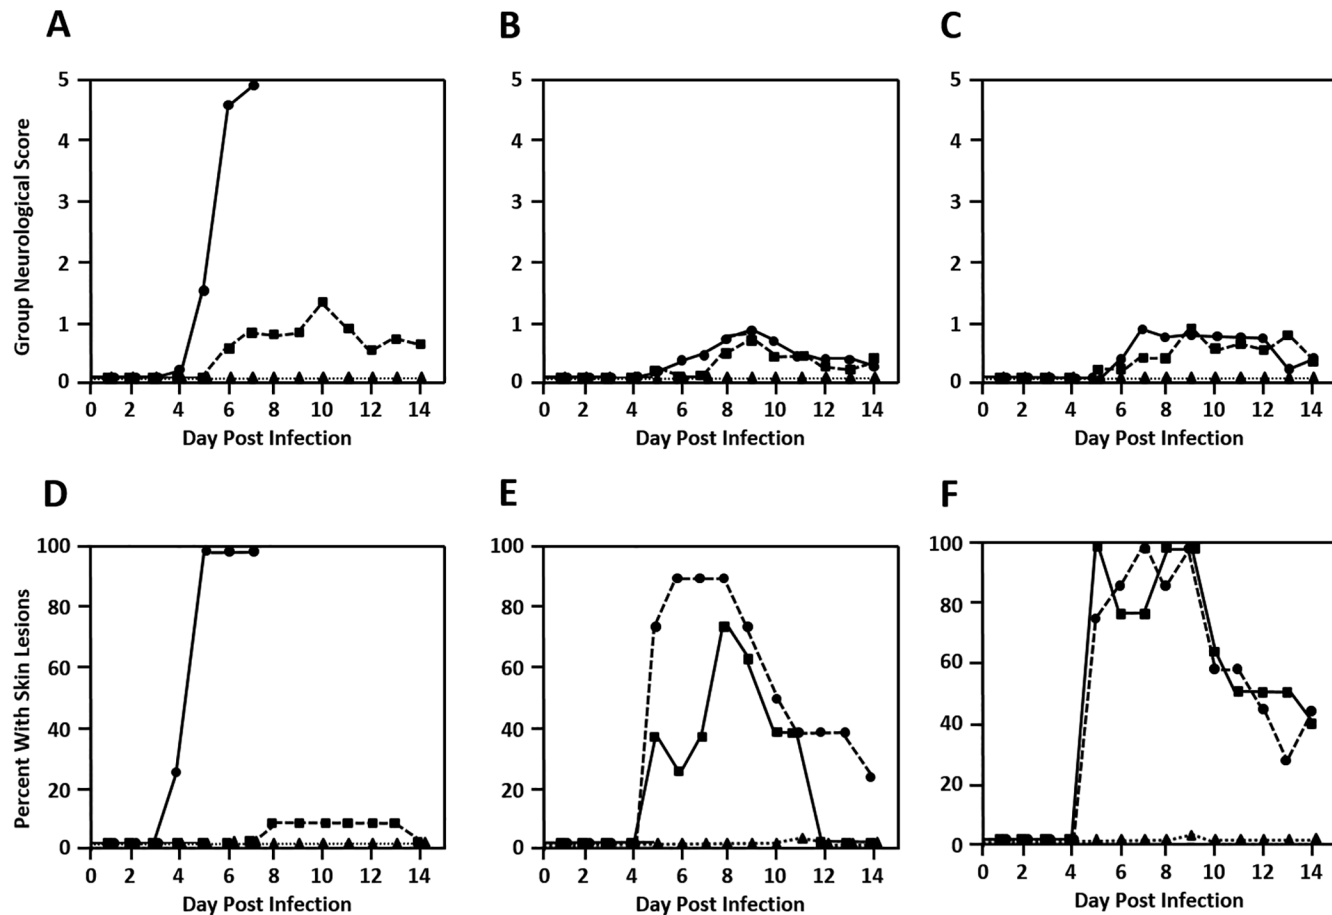 A
B
C
Group Neurological Score
5
4
3
2
1
0
0 2 4 6 8 10 12 14
Day Post Infection
5
4
3
2
1
0
0 2 4 6 8 10 12 14
Day Post Infection
5
4
3
2
1
0
0 2 4 6 8 10 12 14
Day Post Infection
D
E
F
Percent With Skin Lesions
100
80
60
40
20
0
0 2 4 6 8 10 12 14
Day Post Infection
100
80
60
40
20
0
0 2 4 6 8 10 12 14
Day Post Infection
100
80
60
40
20
0
0 2 4 6 8 10 12 14
Day Post Infection